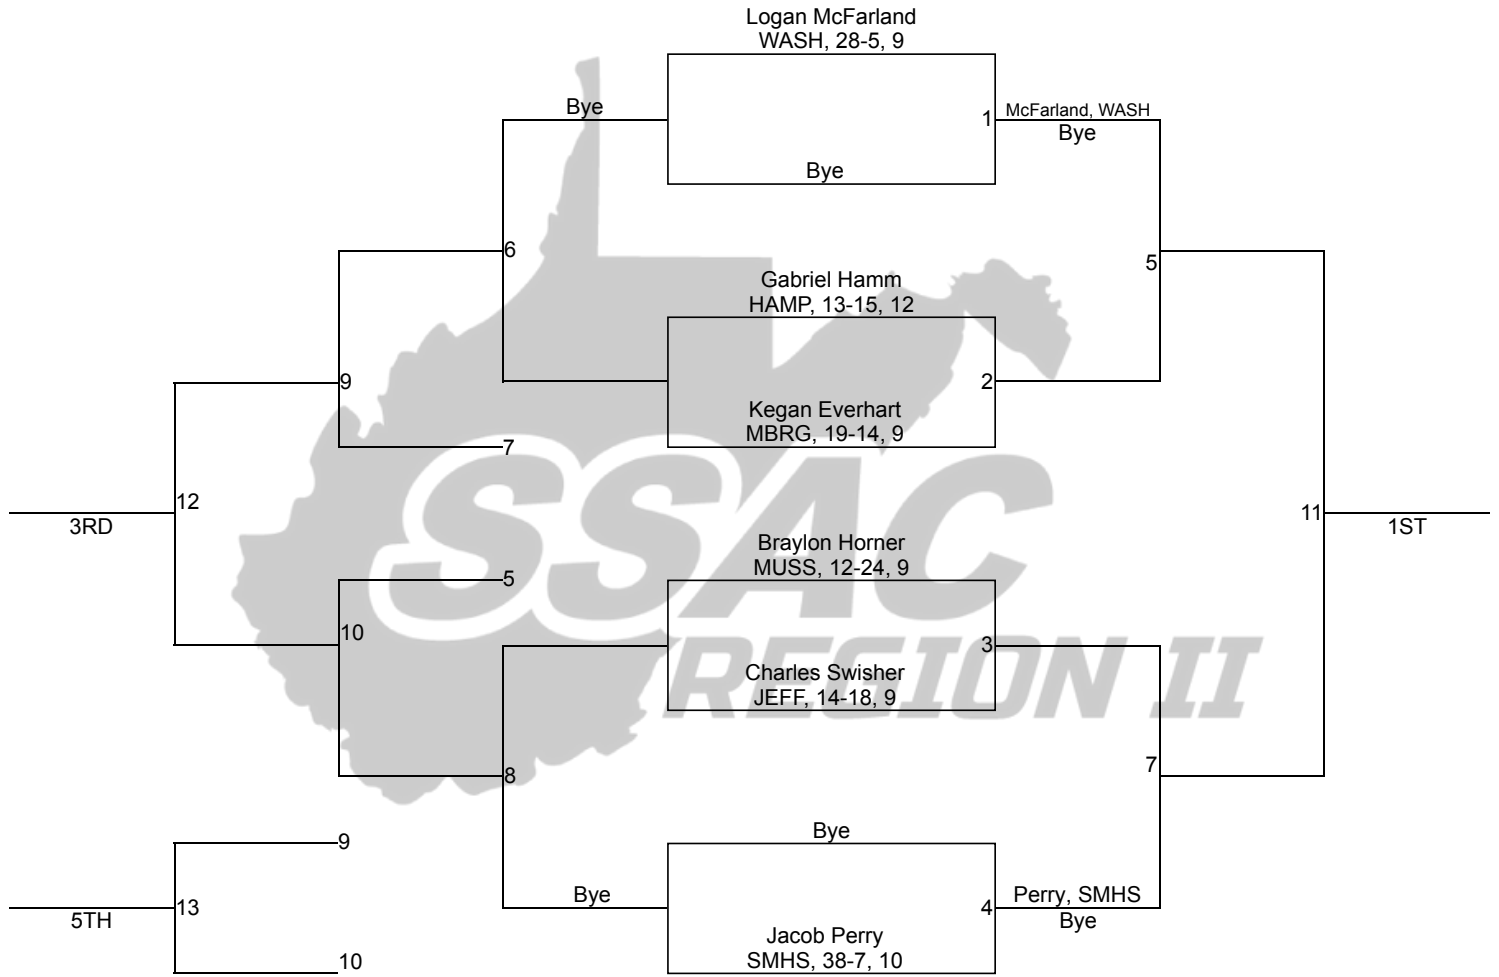 Logan McFarland
WASH, 28-5, 9
Bye
1
McFarland, WASH
Bye
Bye
6
5
Gabriel Hamm
HAMP, 13-15, 12
9
2
Kegan Everhart
MBRG, 19-14, 9
7
SSAC
REGION II
12
3RD
11
1ST
Braylon Horner
MUSS, 12-24, 9
5
10
3
Charles Swisher
JEFF, 14-18, 9
8
7
Bye
9
Bye
4
Perry, SMHS
Bye
13
5TH
Jacob Perry
SMHS, 38-7, 10
10